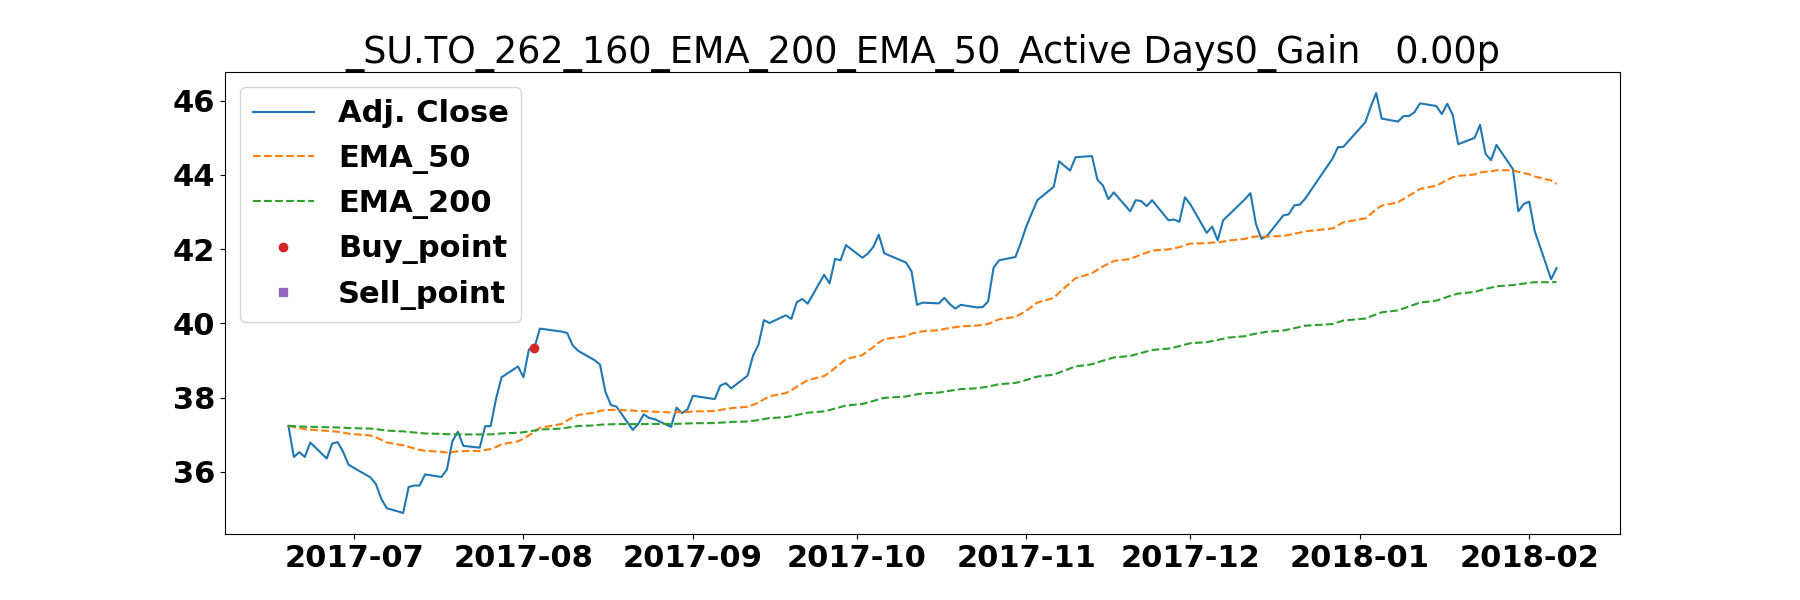 _SU.TO_262_160_EMA_200_EMA_50_Active Days0_Gain   0.00p
Adj. Close
EMA_50
EMA_200
Buy_point
Sell_point
46
44
42
40
38
36
2017-07 2017-08 2017-09 2017-10 2017-11 2017-12 2018-01 2018-02